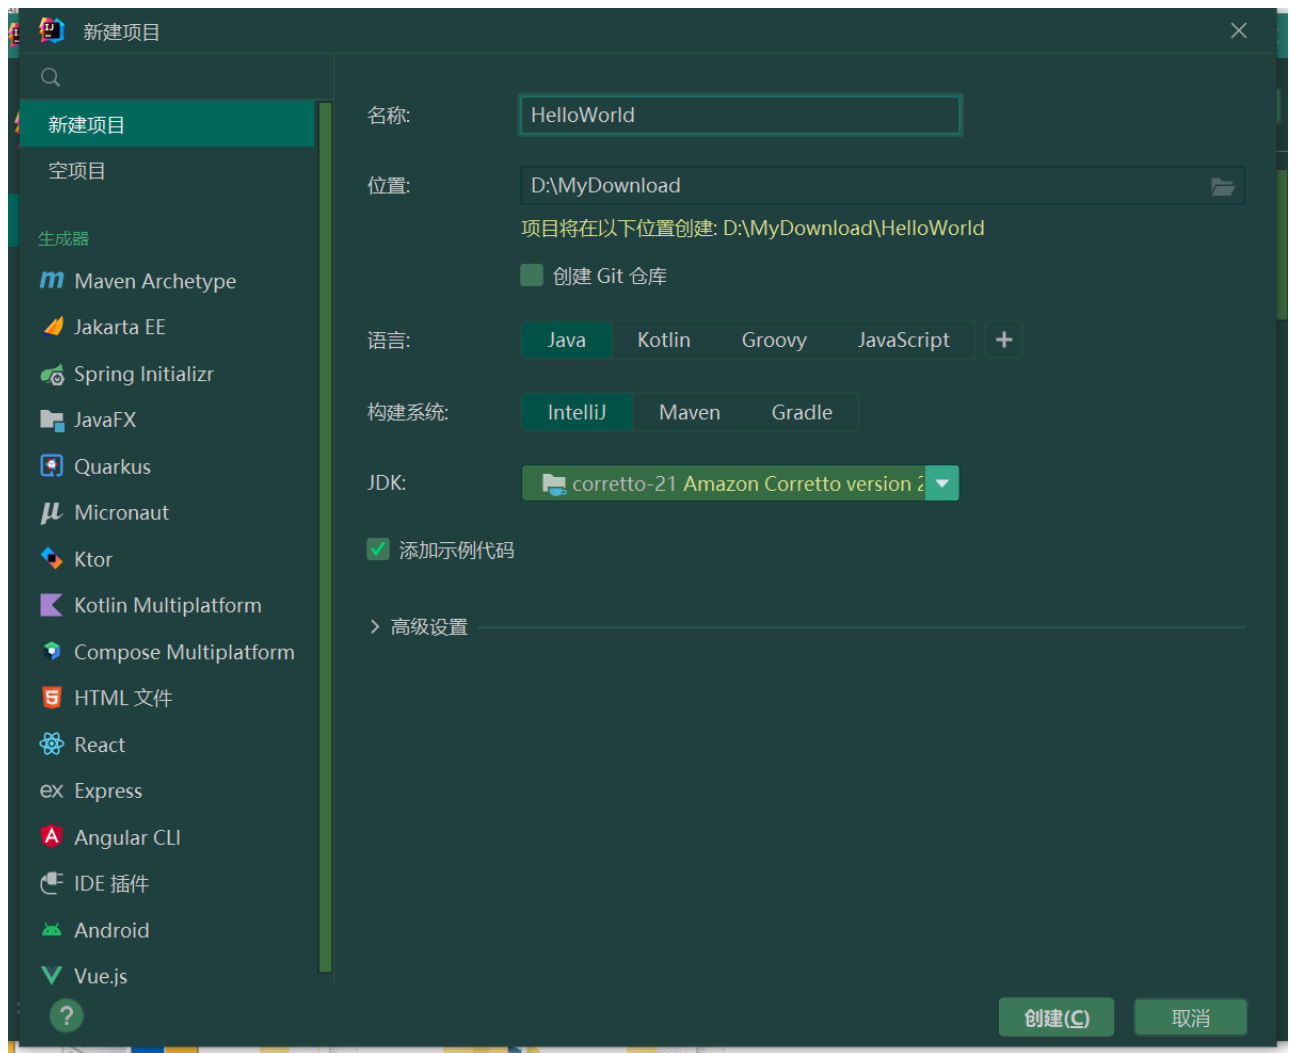 新建项目
新建项目
空项目
生成器
Maven Archetype
Jakarta EE
Spring Initializr
JavaFX
Quarkus
Micronaut
Ktor
Kotlin Multiplatform
Compose Multiplatform
HTML 文件
React
ex Express
Angular CLI
IDE 插件
Android
Vue.js
名称: HelloWorld
位置: D:\MyDownload
项目将在以下位置创建: D:\MyDownload\HelloWorld
创建 Git 仓库
语言: Java Kotlin Groovy JavaScript +
构建系统: IntelliJ Maven Gradle
JDK: corretto-21 Amazon Corretto version
添加示例代码
高级设置
? 创建(C) 取消